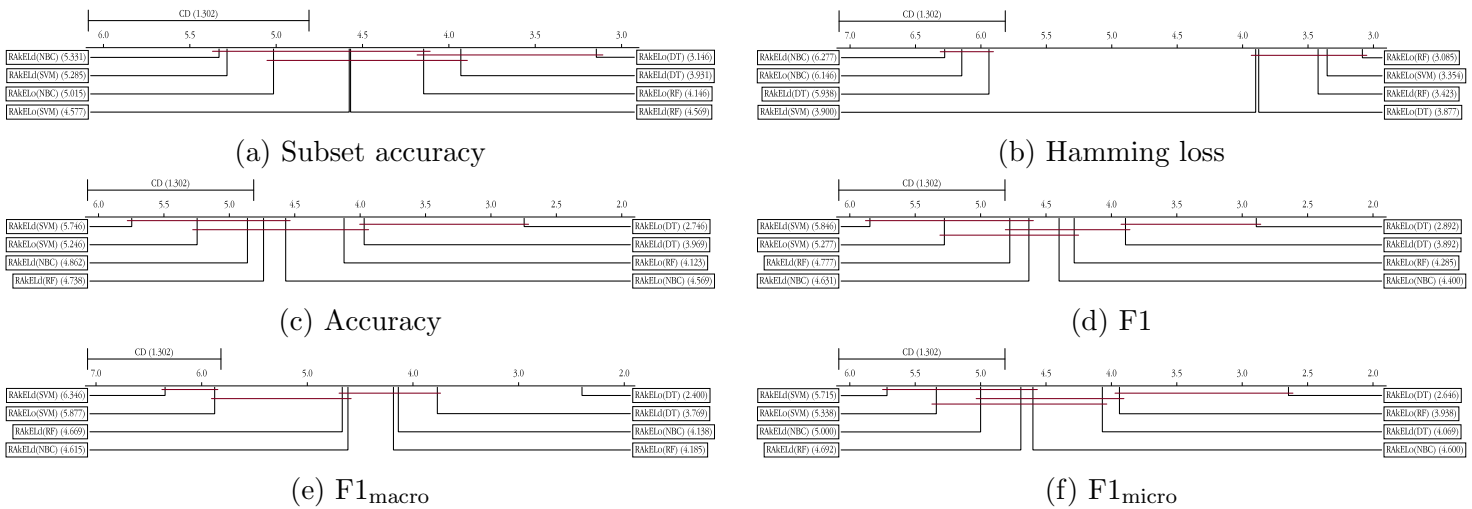 CD (1.302)
6.0 5.5 5.0 4.5 4.0 3.5 3.0
RAkELd(NBC) (5.331) RAkELo(DT) (3.146)
RAkELd(SVM) (5.285) RAkELd(DT) (3.931)
RAkELo(NBC) (5.015) RAkELo(RF) (4.146)
RAkELo(SVM) (4.577) RAkELd(RF) (4.569)
(a) Subset accuracy
CD (1.302)
7.0 6.5 6.0 5.5 5.0 4.5 4.0 3.5 3.0
RAkELd(NBC) (6.277) RAkELo(RF) (3.085)
RAkELo(NBC) (6.146) RAkELo(SVM) (3.354)
RAkELd(DT) (5.938) RAkELd(RF) (3.423)
RAkELd(SVM) (3.900) RAkELo(DT) (3.877)
(b) Hamming loss
CD (1.302)
6.0 5.5 5.0 4.5 4.0 3.5 3.0 2.5 2.0
RAkELd(SVM) (5.746) RAkELo(DT) (2.746)
RAkELo(SVM) (5.246) RAkELd(DT) (3.969)
RAkELd(NBC) (4.862) RAkELo(RF) (4.123)
RAkELd(RF) (4.738) RAkELo(NBC) (4.569)
(c) Accuracy
CD (1.302)
6.0 5.5 5.0 4.5 4.0 3.5 3.0 2.5 2.0
RAkELd(SVM) (5.846) RAkELo(DT) (2.892)
RAkELo(SVM) (5.277) RAkELd(DT) (3.892)
RAkELd(RF) (4.777) RAkELo(RF) (4.285)
RAkELd(NBC) (4.631) RAkELo(NBC) (4.400)
(d) F1
CD (1.302)
7.0 6.0 5.0 4.0 3.0 2.0
RAkELd(SVM) (6.346) RAkELo(DT) (2.400)
RAkELo(SVM) (5.877) RAkELd(DT) (3.769)
RAkELd(RF) (4.669) RAkELo(NBC) (4.138)
RAkELd(NBC) (4.615) RAkELo(RF) (4.185)
(e) F1macro
CD (1.302)
6.0 5.5 5.0 4.5 4.0 3.5 3.0 2.5 2.0
RAkELd(SVM) (5.715) RAkELo(DT) (2.646)
RAkELo(SVM) (5.338) RAkELo(RF) (3.938)
RAkELd(NBC) (5.000) RAkELd(DT) (4.069)
RAkELd(RF) (4.692) RAkELo(NBC) (4.600)
(f) F1micro